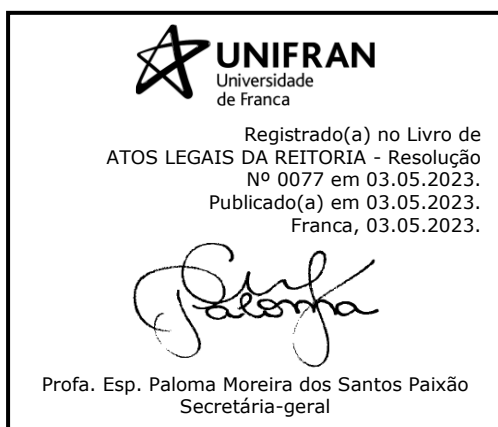 UNIFRAN
Universidade
de Franca
Registrado(a) no Livro de
ATOS LEGAIS DA REITORIA - Resolução
Nº 0077 em 03.05.2023.
Publicado(a) em 03.05.2023.
Franca, 03.05.2023.
Paloma
Profa. Esp. Paloma Moreira dos Santos Paixão
Secretária-geral